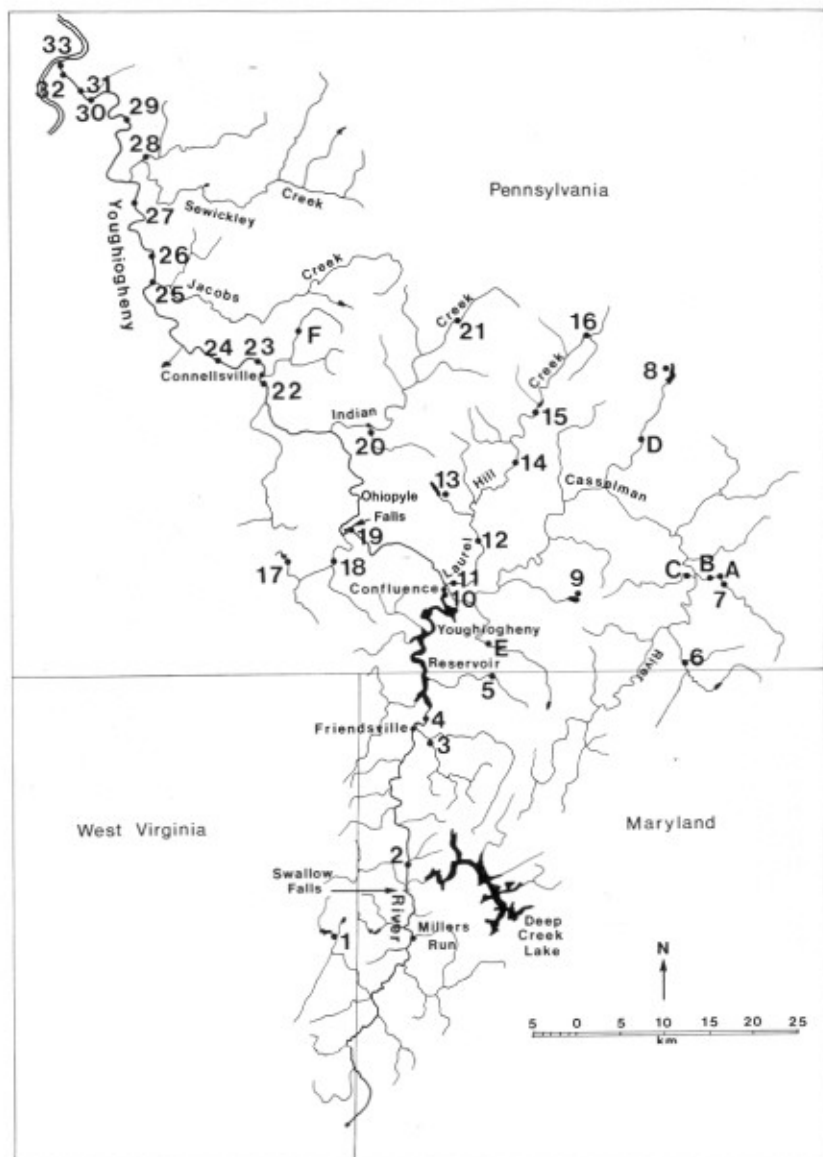 33
32
31
30
29
28
Pennsylvania
Sewickley
Creek
27
Youghiogheny
26
25
Jacobs
Creek
F
21
Creek
16
24
23
Connellsville
22
8
Creek
15
Indian
20
D
14
13
Hill
Casselman
Ohiopyle
Falls
19
12
17
18
Laurel
11
Confluence
10
9
C
B
A
7
Youghiogheny
E
Reservoir
5
River
6
4
Friendsville
3
West Virginia
Maryland
2
Swallow
Falls
River
Millers
Run
1
Deep
Creek
Lake
N
5 0 5 10 15 20 25
km